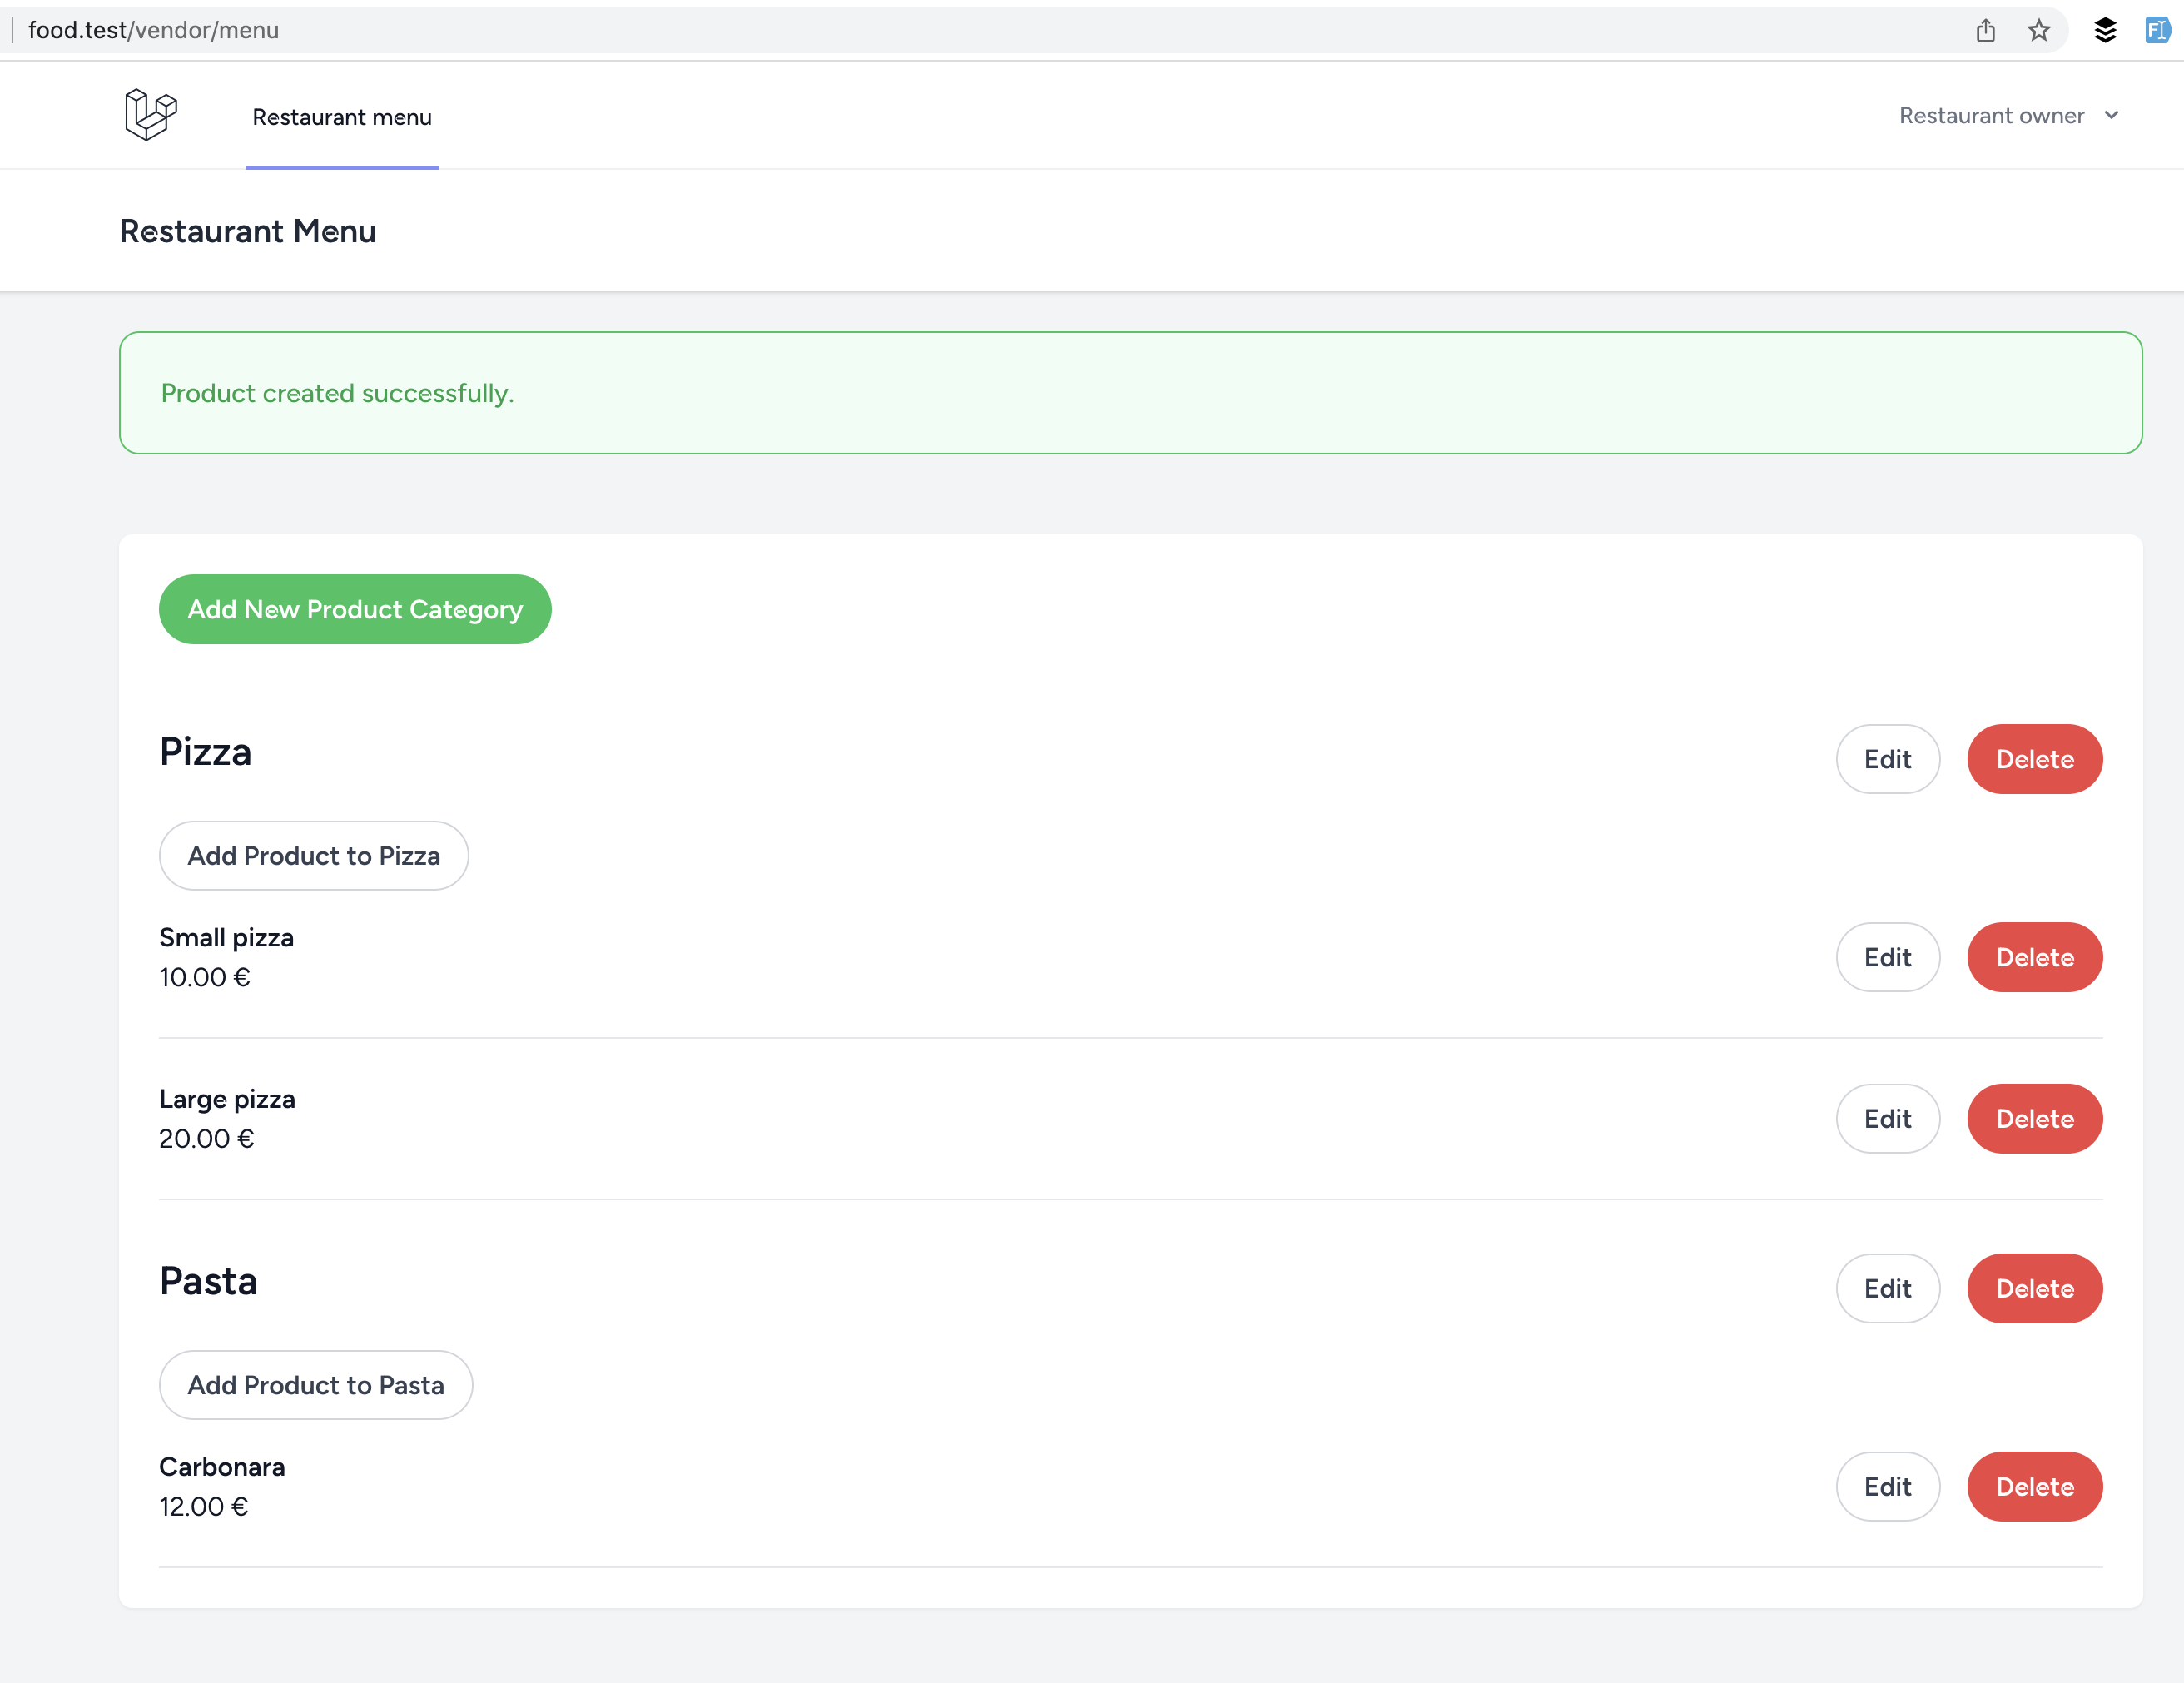 food.test/vendor/menu
Restaurant menu
Restaurant owner
Restaurant Menu
Product created successfully.
Add New Product Category
Pizza
Edit
Delete
Add Product to Pizza
Small pizza
10.00 €
Edit
Delete
Large pizza
20.00 €
Edit
Delete
Pasta
Edit
Delete
Add Product to Pasta
Carbonara
12.00 €
Edit
Delete